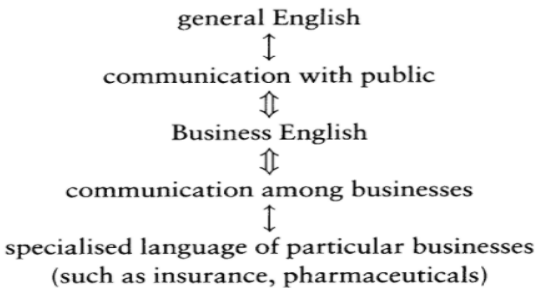 general English
↕
communication with public
⇕
Business English
⇕
communication among businesses
↕
specialised language of particular businesses
(such as insurance, pharmaceuticals)